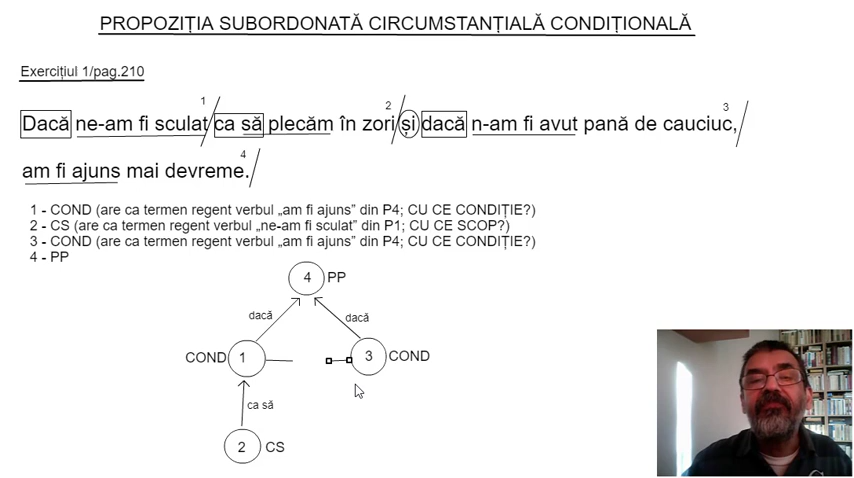 PROPOZIȚIA SUBORDONATĂ CIRCUMSTANȚIALĂ CONDIȚIONALĂ
Exercițiul 1/pag.210
1 2 3
Dacă ne-am fi sculat/ ca să plecăm în zori/ și dacă n-am fi avut pană de cauciuc,/
4
am fi ajuns mai devreme./
1 - COND (are ca termen regent verbul „am fi ajuns” din P4; CU CE CONDIȚIE?)
2 - CS (are ca termen regent verbul „ne-am fi sculat” din P1; CU CE SCOP?)
3 - COND (are ca termen regent verbul „am fi ajuns” din P4; CU CE CONDIȚIE?)
4 - PP
4 PP
dacă dacă
COND 1 3 COND
ca să
2 CS